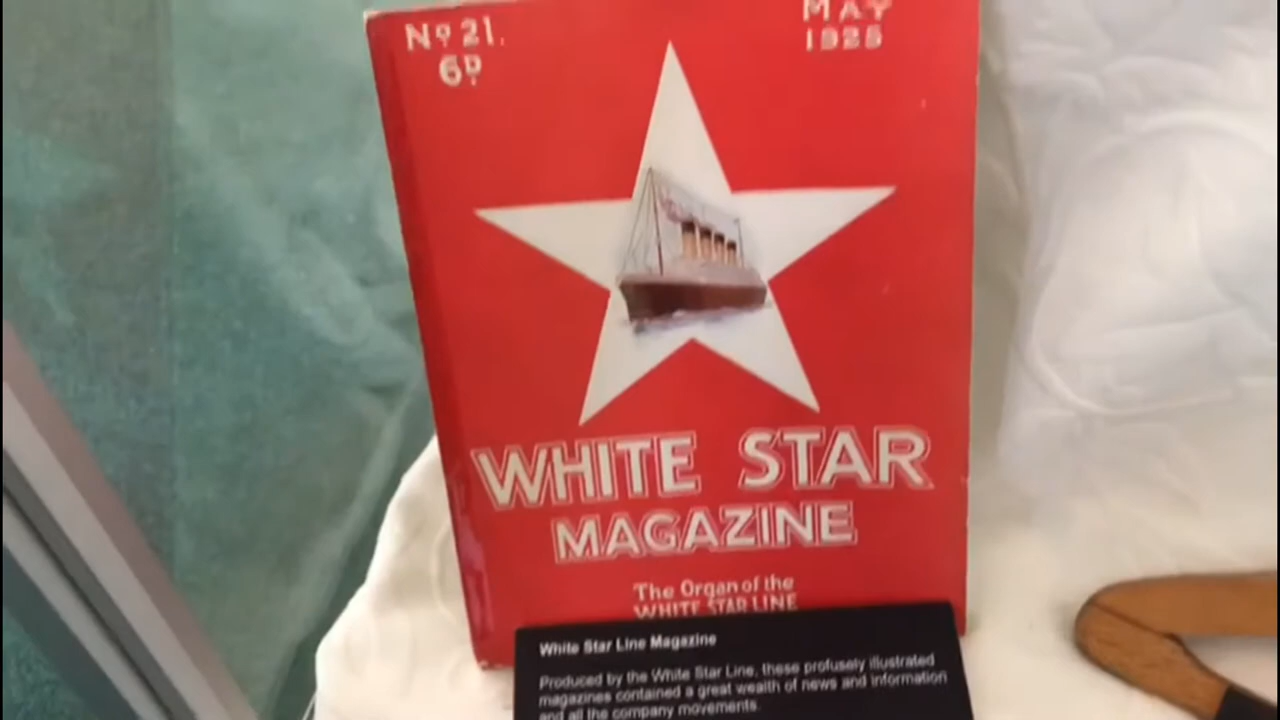 Nº 21.
6D
MAY
1925
WHITE STAR
MAGAZINE
The Organ of the
WHITE STAR LINE
White Star Line Magazine
Produced by the White Star Line, these profusely illustrated
magazines contained a great wealth of news and information
and all the company movements.